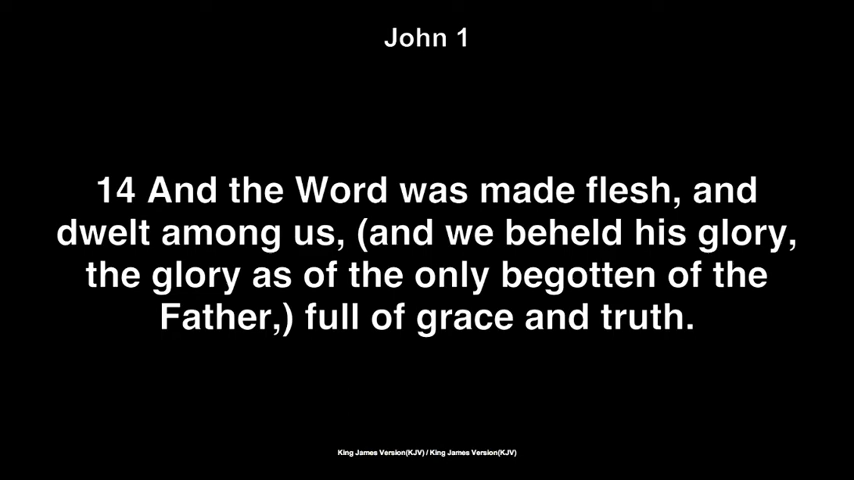 John 1
14 And the Word was made flesh, and
dwelt among us, (and we beheld his glory,
the glory as of the only begotten of the
Father,) full of grace and truth.
King James Version(KJV) / King James Version(KJV)